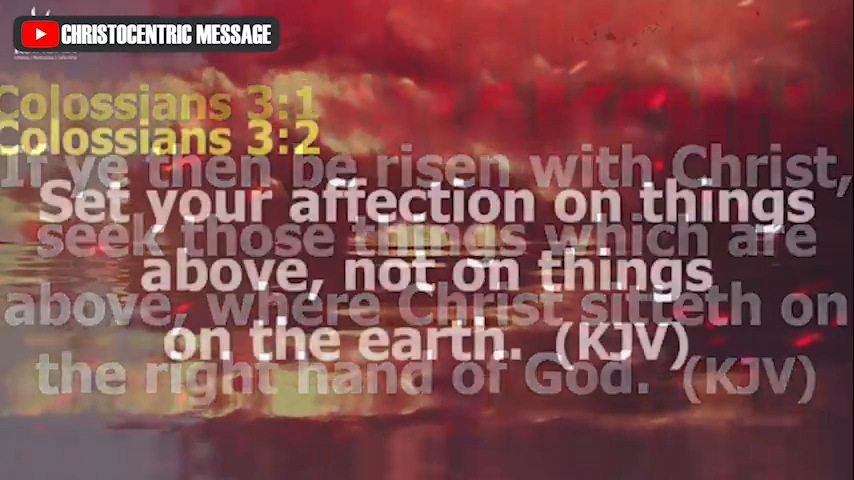 CHRISTOCENTRIC MESSAGE
Colossians 3:1
If ye then be risen with Christ,
seek those things which are
above, where Christ sitteth on
the right hand of God. (KJV)
Colossians 3:2
Set your affection on things
above, not on things
on the earth. (KJV)